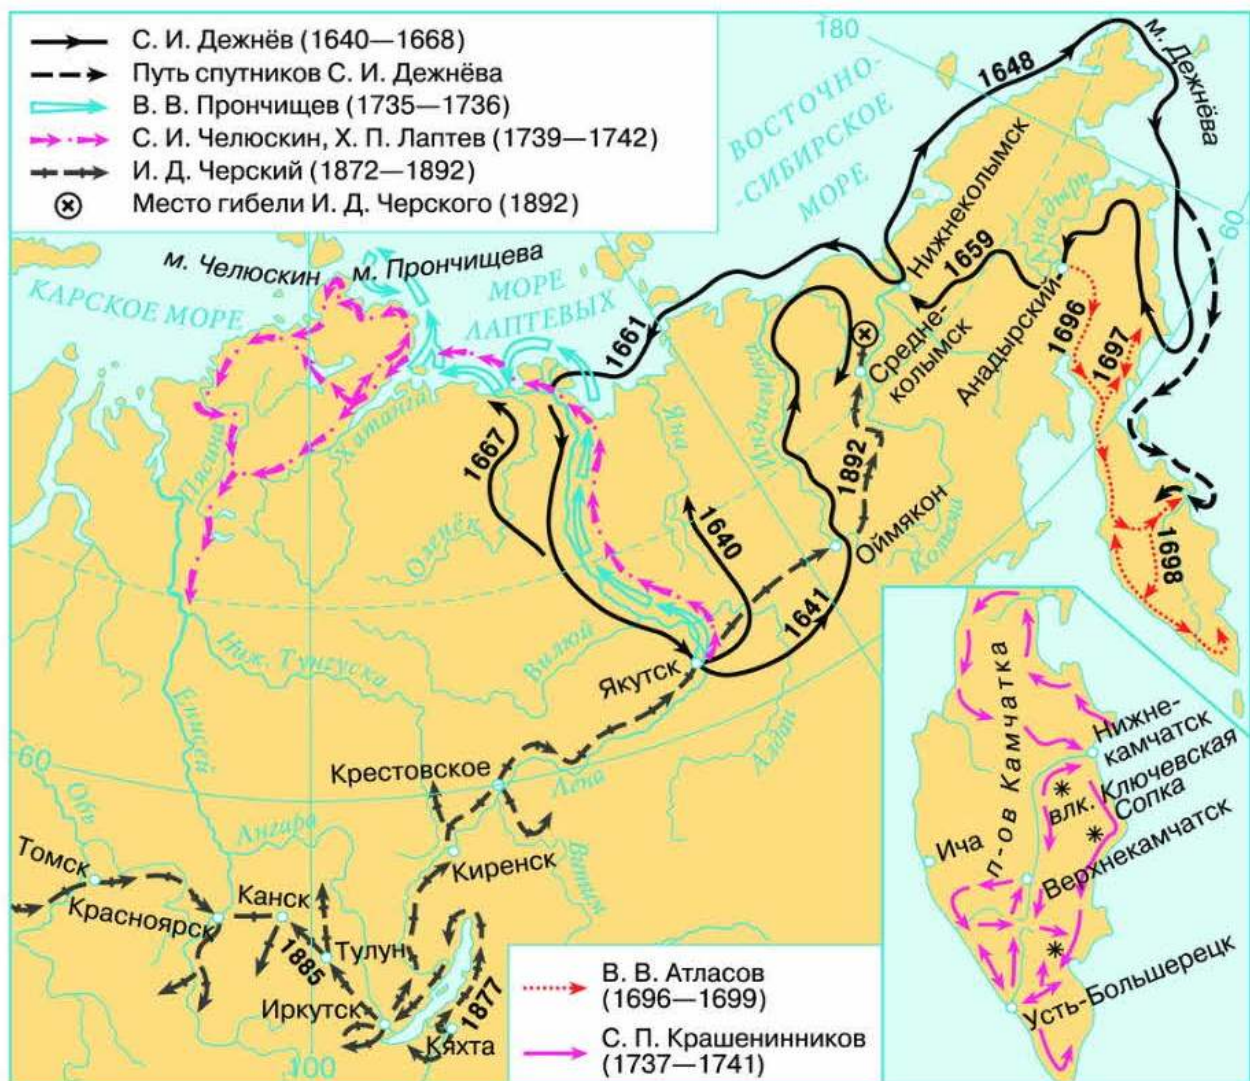 С. И. Дежнёв (1640—1668)
Путь спутников С. И. Дежнёва
В. В. Прончищев (1735—1736)
С. И. Челюскин, Х. П. Лаптев (1739—1742)
И. Д. Черский (1872—1892)
Место гибели И. Д. Черского (1892)
180
м. Дежнёва
1648
ВОСТОЧНО-
-СИБИРСКОЕ
МОРЕ
Нижнеколымск
Анадырь
60
м. Челюскин
м. Прончищева
КАРСКОЕ МОРЕ
МОРЕ
ЛАПТЕВЫХ
1661
1659
Средне-
колымск
Анадырский
1696
1697
1698
Пясина
Хатанга
1667
Оленёк
Яна
Индигирка
1892
1640
Оймякон
Колыма
1641
Ниж. Тунгуска
Вилюй
Якутск
Алдан
Енисей
60
Обь
Крестовское
Лена
Ангара
Витим
Томск
Красноярск
Канск
Киренск
1885
Тулун
Иркутск
1877
Кяхта
100
п-ов Камчатка
Нижне-
камчатск
влк. Ключевская
Сопка
Ича
Верхнекамчатск
Усть-Большерецк
В. В. Атласов
(1696—1699)
С. П. Крашенинников
(1737—1741)